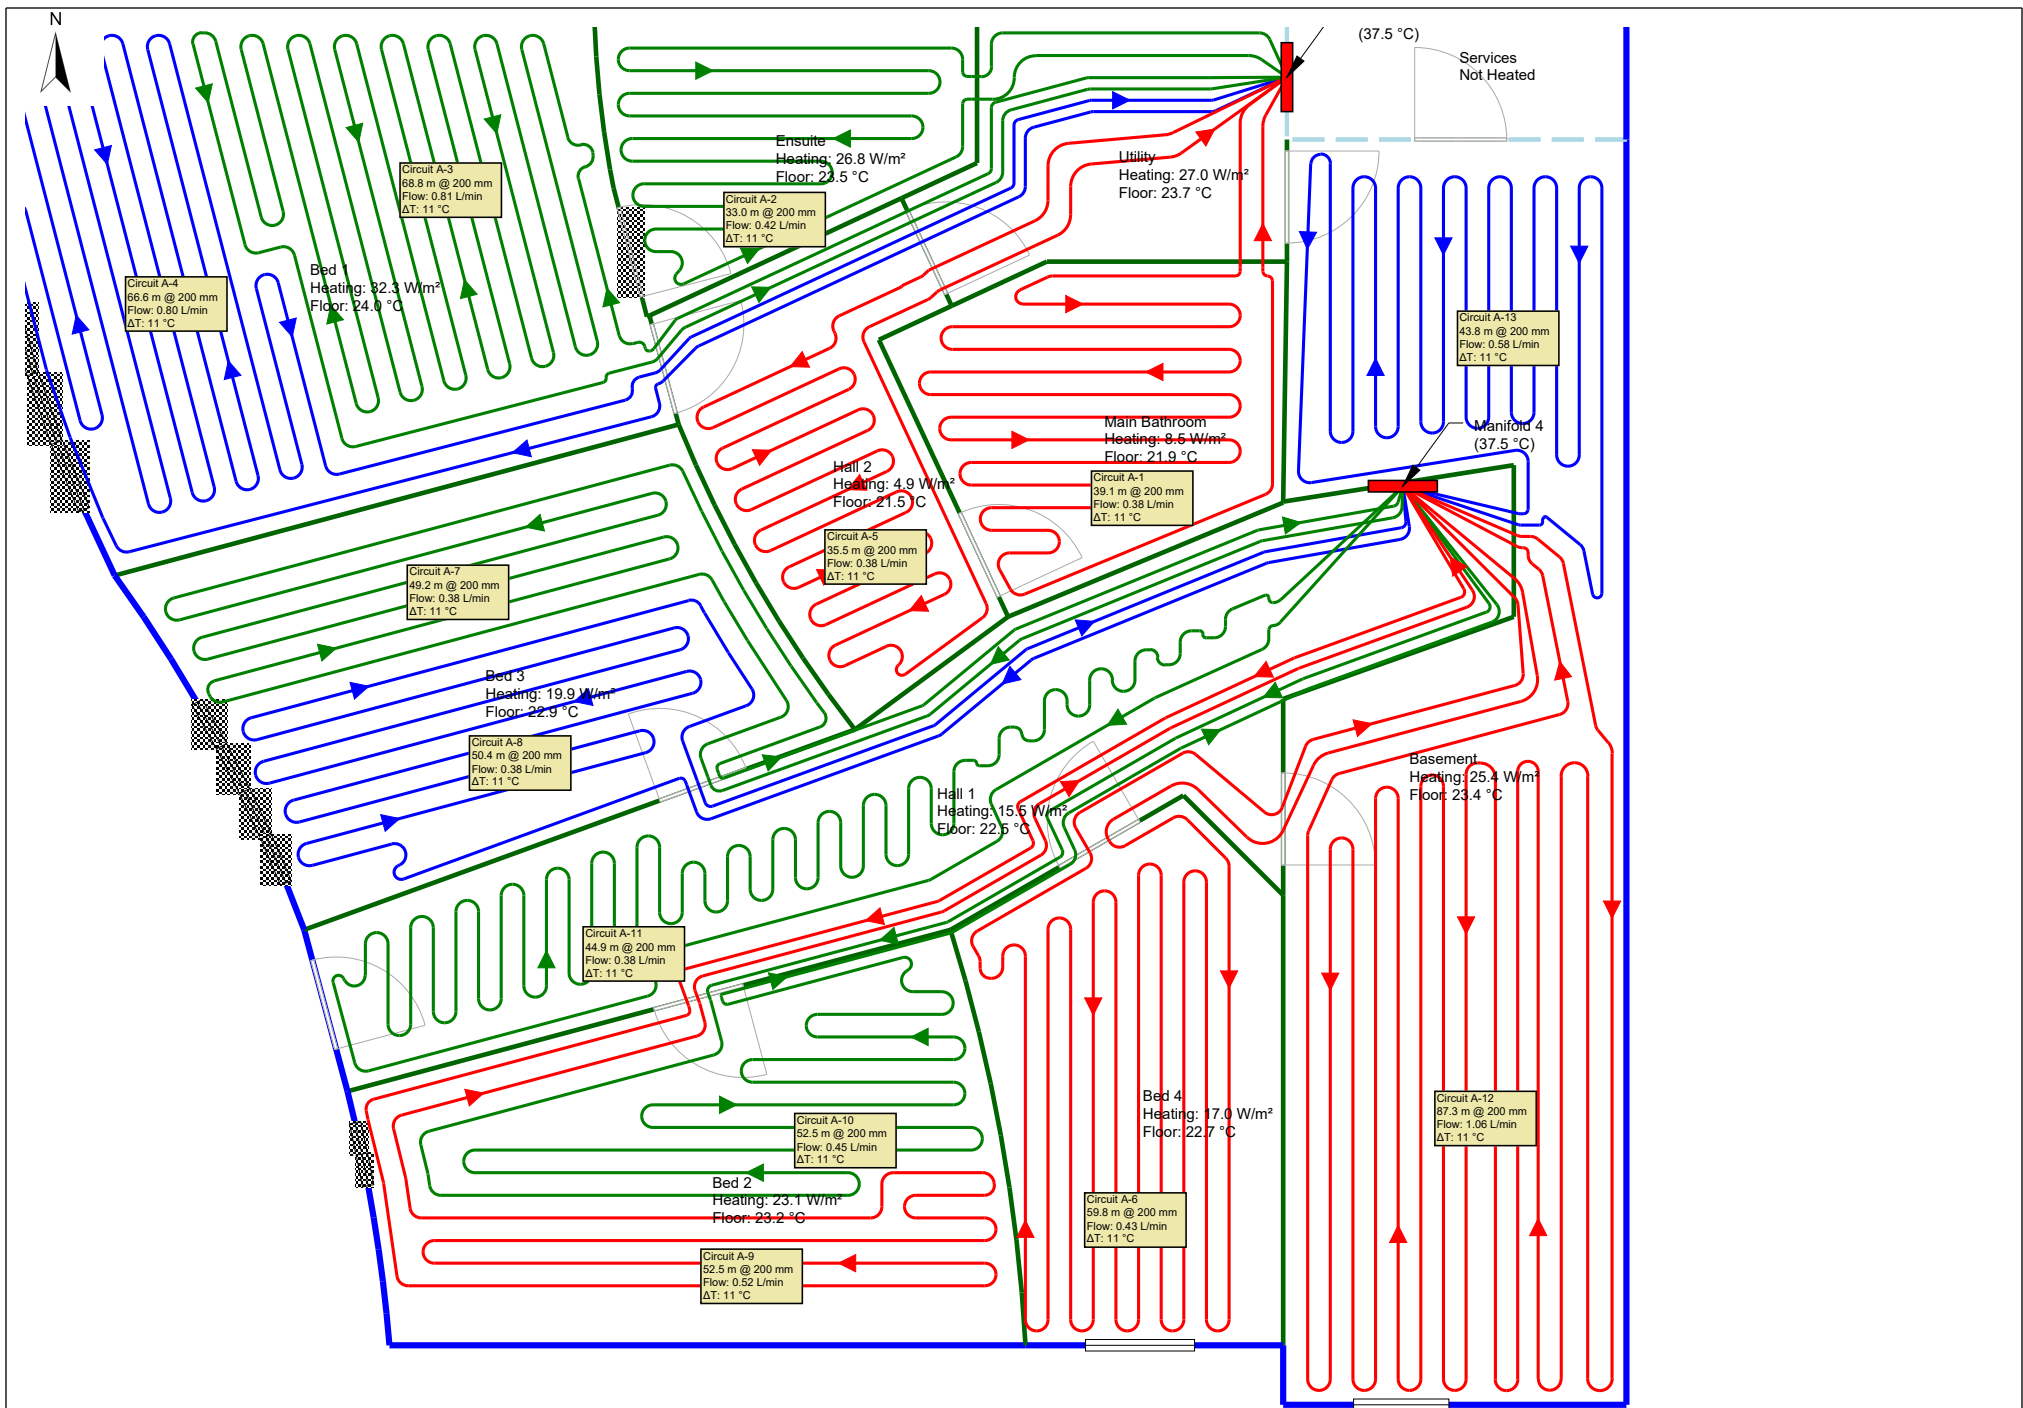 N
(37.5 °C)
Services
Not Heated
Ensuite
Heating: 26.8 W/m²
Floor: 23.5 °C
Utility
Heating: 27.0 W/m²
Floor: 23.7 °C
Circuit A-3
68.8 m @ 200 mm
Flow: 0.81 L/min
ΔT: 11 °C
Circuit A-2
33.0 m @ 200 mm
Flow: 0.42 L/min
ΔT: 11 °C
Bed 1
Heating: 32.3 W/m²
Floor: 24.0 °C
Circuit A-4
66.6 m @ 200 mm
Flow: 0.80 L/min
ΔT: 11 °C
Circuit A-13
43.8 m @ 200 mm
Flow: 0.58 L/min
ΔT: 11 °C
Main Bathroom
Heating: 8.5 W/m²
Floor: 21.9 °C
Manifold 4
(37.5 °C)
Hall 2
Heating: 4.9 W/m²
Floor: 21.5 °C
Circuit A-1
39.1 m @ 200 mm
Flow: 0.38 L/min
ΔT: 11 °C
Circuit A-5
35.5 m @ 200 mm
Flow: 0.38 L/min
ΔT: 11 °C
Circuit A-7
49.2 m @ 200 mm
Flow: 0.38 L/min
ΔT: 11 °C
Bed 3
Heating: 19.9 W/m²
Floor: 22.9 °C
Circuit A-8
50.4 m @ 200 mm
Flow: 0.38 L/min
ΔT: 11 °C
Basement
Heating: 25.4 W/m²
Floor: 23.4 °C
Hall 1
Heating: 15.5 W/m²
Floor: 22.5 °C
Circuit A-11
44.9 m @ 200 mm
Flow: 0.38 L/min
ΔT: 11 °C
Bed 4
Heating: 17.0 W/m²
Floor: 22.7 °C
Circuit A-12
87.3 m @ 200 mm
Flow: 1.06 L/min
ΔT: 11 °C
Circuit A-10
52.5 m @ 200 mm
Flow: 0.45 L/min
ΔT: 11 °C
Bed 2
Heating: 23.1 W/m²
Floor: 23.2 °C
Circuit A-6
59.8 m @ 200 mm
Flow: 0.43 L/min
ΔT: 11 °C
Circuit A-9
52.5 m @ 200 mm
Flow: 0.52 L/min
ΔT: 11 °C